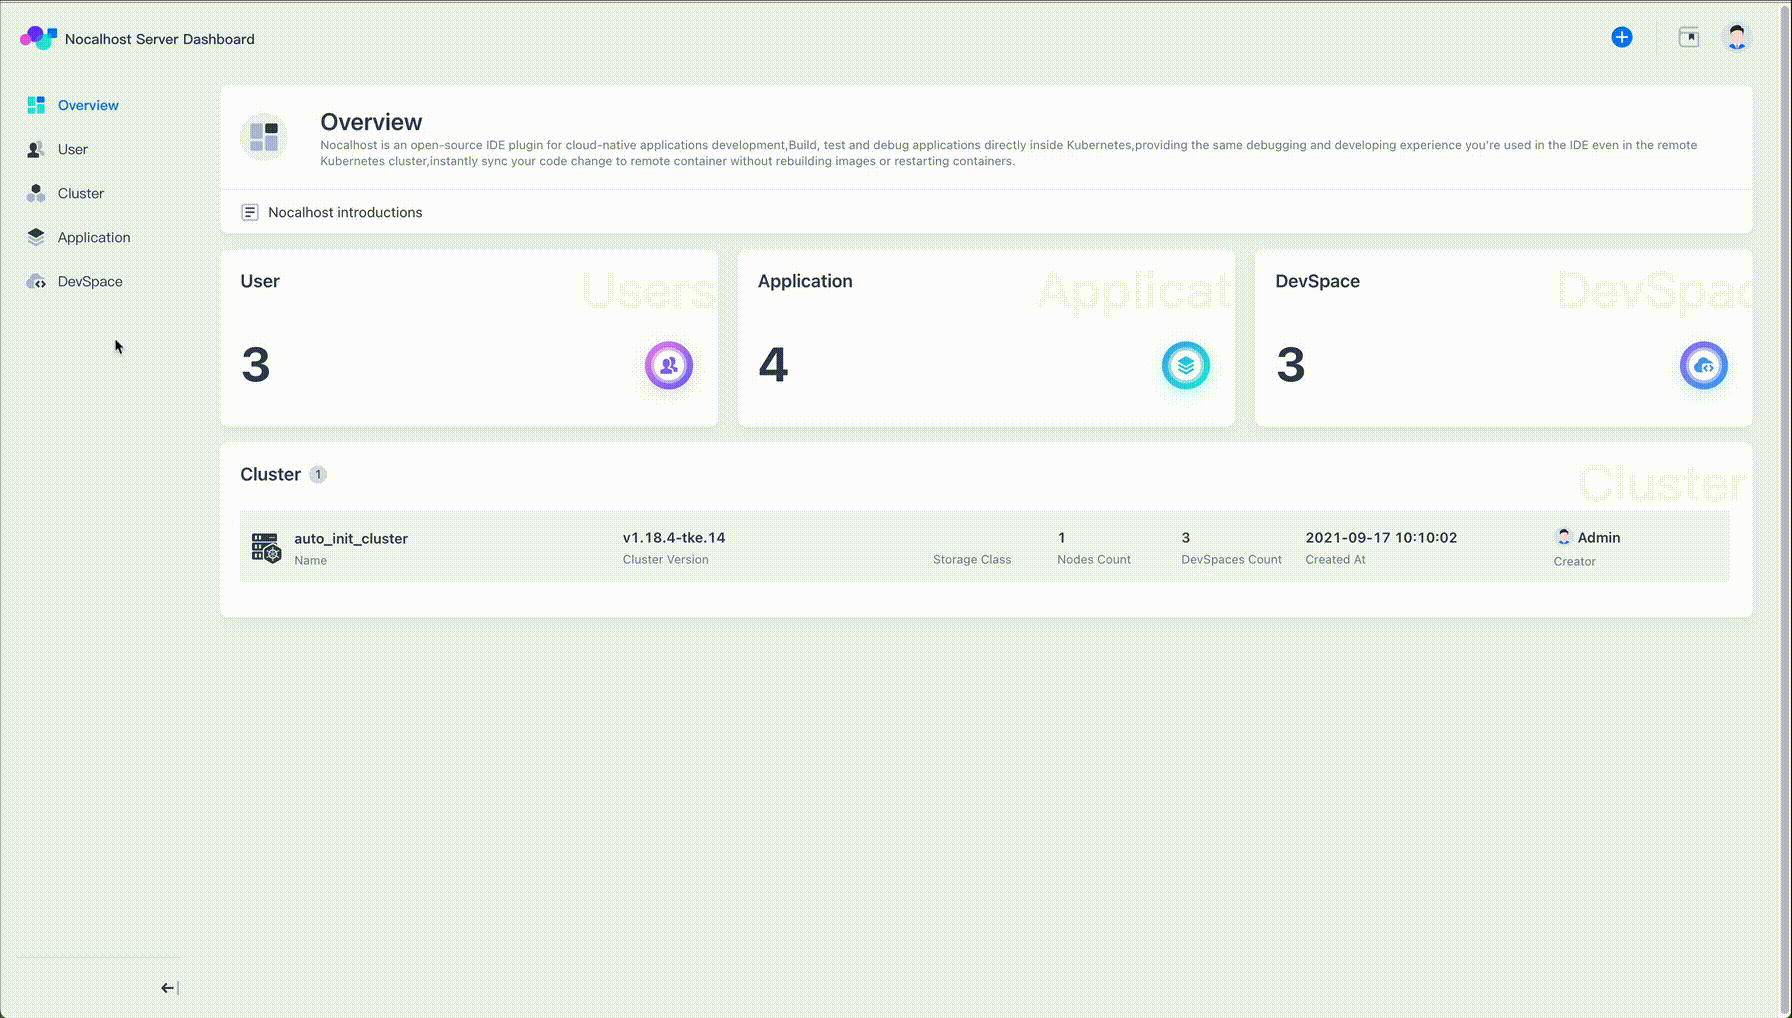 Nocalhost Server Dashboard
Overview
User
Cluster
Application
DevSpace
Overview
Nocalhost is an open-source IDE plugin for cloud-native applications development,Build, test and debug applications directly inside Kubernetes,providing the same debugging and developing experience you're used in the IDE even in the remote
Kubernetes cluster,instantly sync your code change to remote container without rebuilding images or restarting containers.
Nocalhost introductions
User
Users
3
Application
Applicat
4
DevSpace
DevSpac
3
Cluster 1
Cluster
auto_init_cluster
Name
v1.18.4-tke.14
Cluster Version
Storage Class
1
Nodes Count
3
DevSpaces Count
2021-09-17 10:10:02
Created At
Admin
Creator